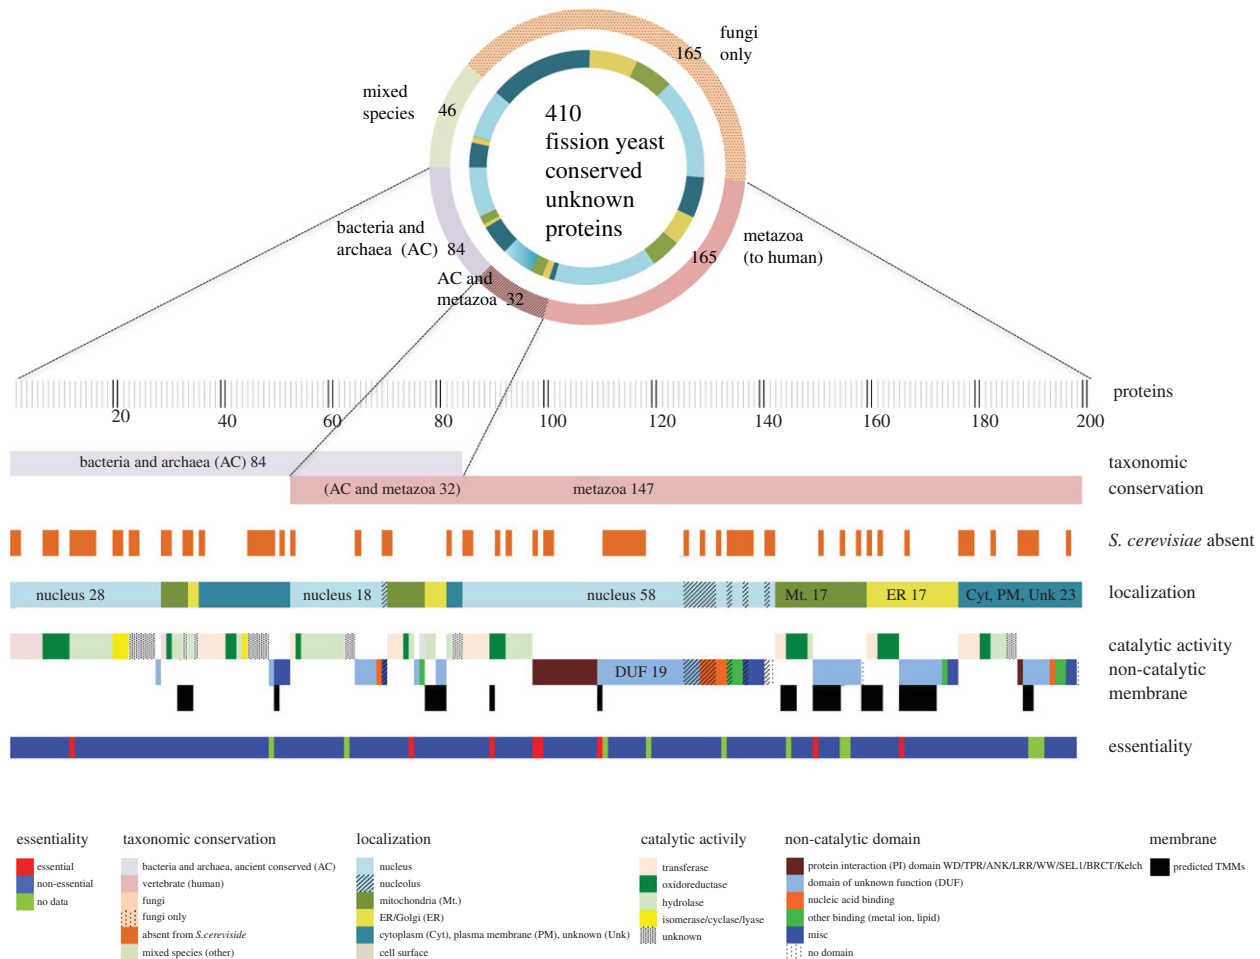 fungi
only
165
mixed
species
46
410
fission yeast
conserved
unknown
proteins
bacteria and
archaea (AC) 84
metazoa
(to human)
165
AC and
metazoa 32
proteins
20 40 60 80 100 120 140 160 180 200
bacteria and archaea (AC) 84
taxonomic
conservation
(AC and metazoa 32) metazoa 147
S. cerevisiae absent
nucleus 28 nucleus 18 nucleus 58 Mt. 17 ER 17 Cyt, PM, Unk 23 localization
catalytic activity
DUF 19 non-catalytic
membrane
essentiality
essentiality
essential
non-essential
no data
taxonomic conservation
bacteria and archaea, ancient conserved (AC)
vertebrate (human)
fungi
fungi only
absent from S.cereviside
mixed species (other)
localization
nucleus
nucleolus
mitochondria (Mt.)
ER/Golgi (ER)
cytoplasm (Cyt), plasma membrane (PM), unknown (Unk)
cell surface
catalytic activily
transferase
oxidoreductase
hydrolase
isomerase/cyclase/lyase
unknown
non-catalytic domain
protein interaction (PI) domain WD/TPR/ANK/LRR/WW/SEL1/BRCT/Kelch
domain of unknown function (DUF)
nucleic acid binding
other binding (metal ion, lipid)
misc
no domain
membrane
predicted TMMs